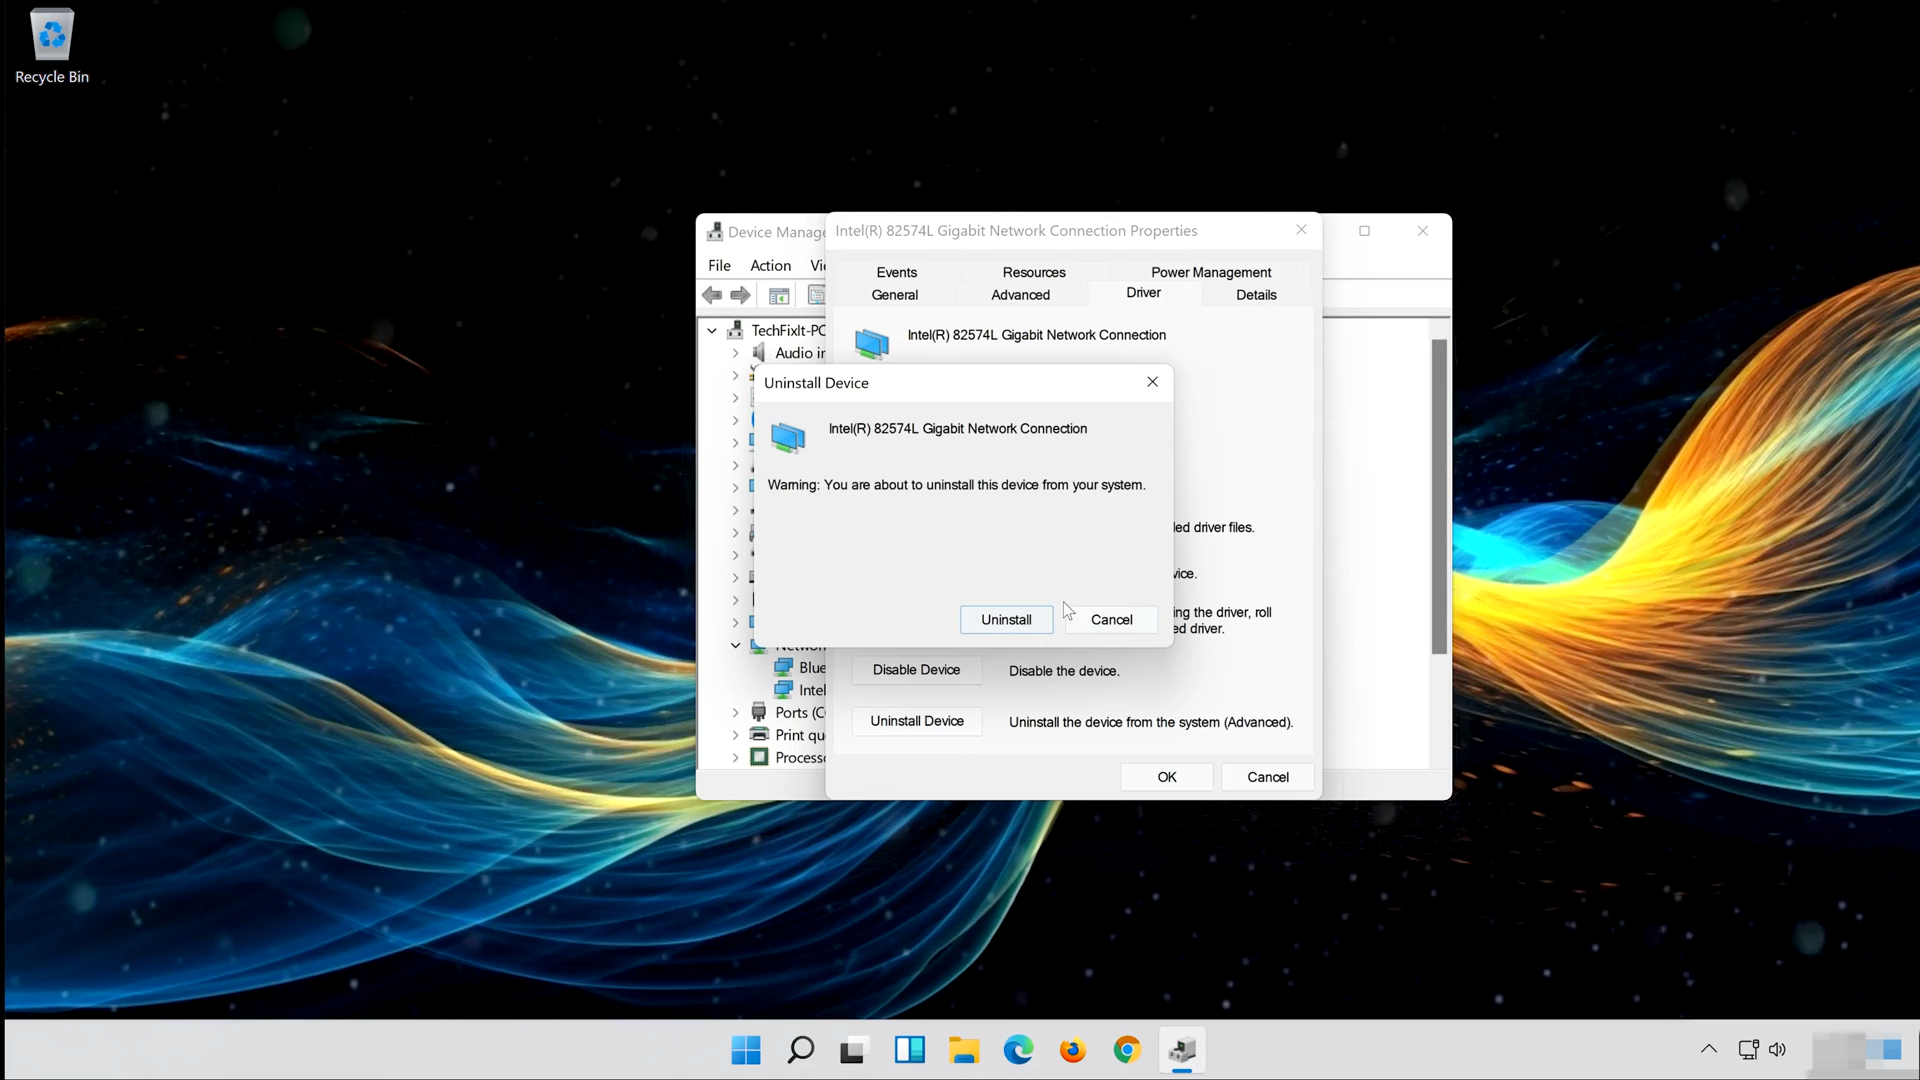 Recycle Bin
Device Manage
Intel(R) 82574L Gigabit Network Connection Properties
File Action Vi
Events Resources Power Management
General Advanced Driver Details
TechFixIt-PC
Intel(R) 82574L Gigabit Network Connection
Audio in
Uninstall Device
Intel(R) 82574L Gigabit Network Connection
Warning: You are about to uninstall this device from your system.
led driver files.
vice.
ing the driver, roll
ed driver.
Uninstall Cancel
Network
Blue
Disable Device Disable the device.
Intel
Ports (C
Uninstall Device Uninstall the device from the system (Advanced).
Print qu
Processo
OK Cancel